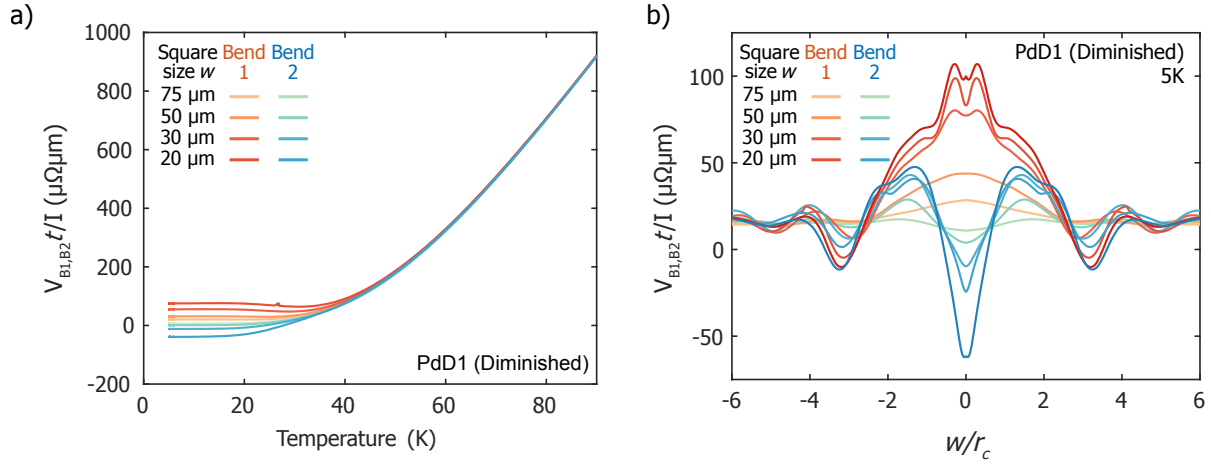 a)
V_B1,B2 t/I (μΩμm)
1000
800
600
400
200
0
-200
Square Bend Bend
size w 1 2
75 μm
50 μm
30 μm
20 μm
PdD1 (Diminished)
0 20 40 60 80
Temperature (K)
b)
V_B1,B2 t/I (μΩμm)
100
50
0
-50
Square Bend Bend
size w 1 2
75 μm
50 μm
30 μm
20 μm
PdD1 (Diminished)
5K
-6 -4 -2 0 2 4 6
w/r_c